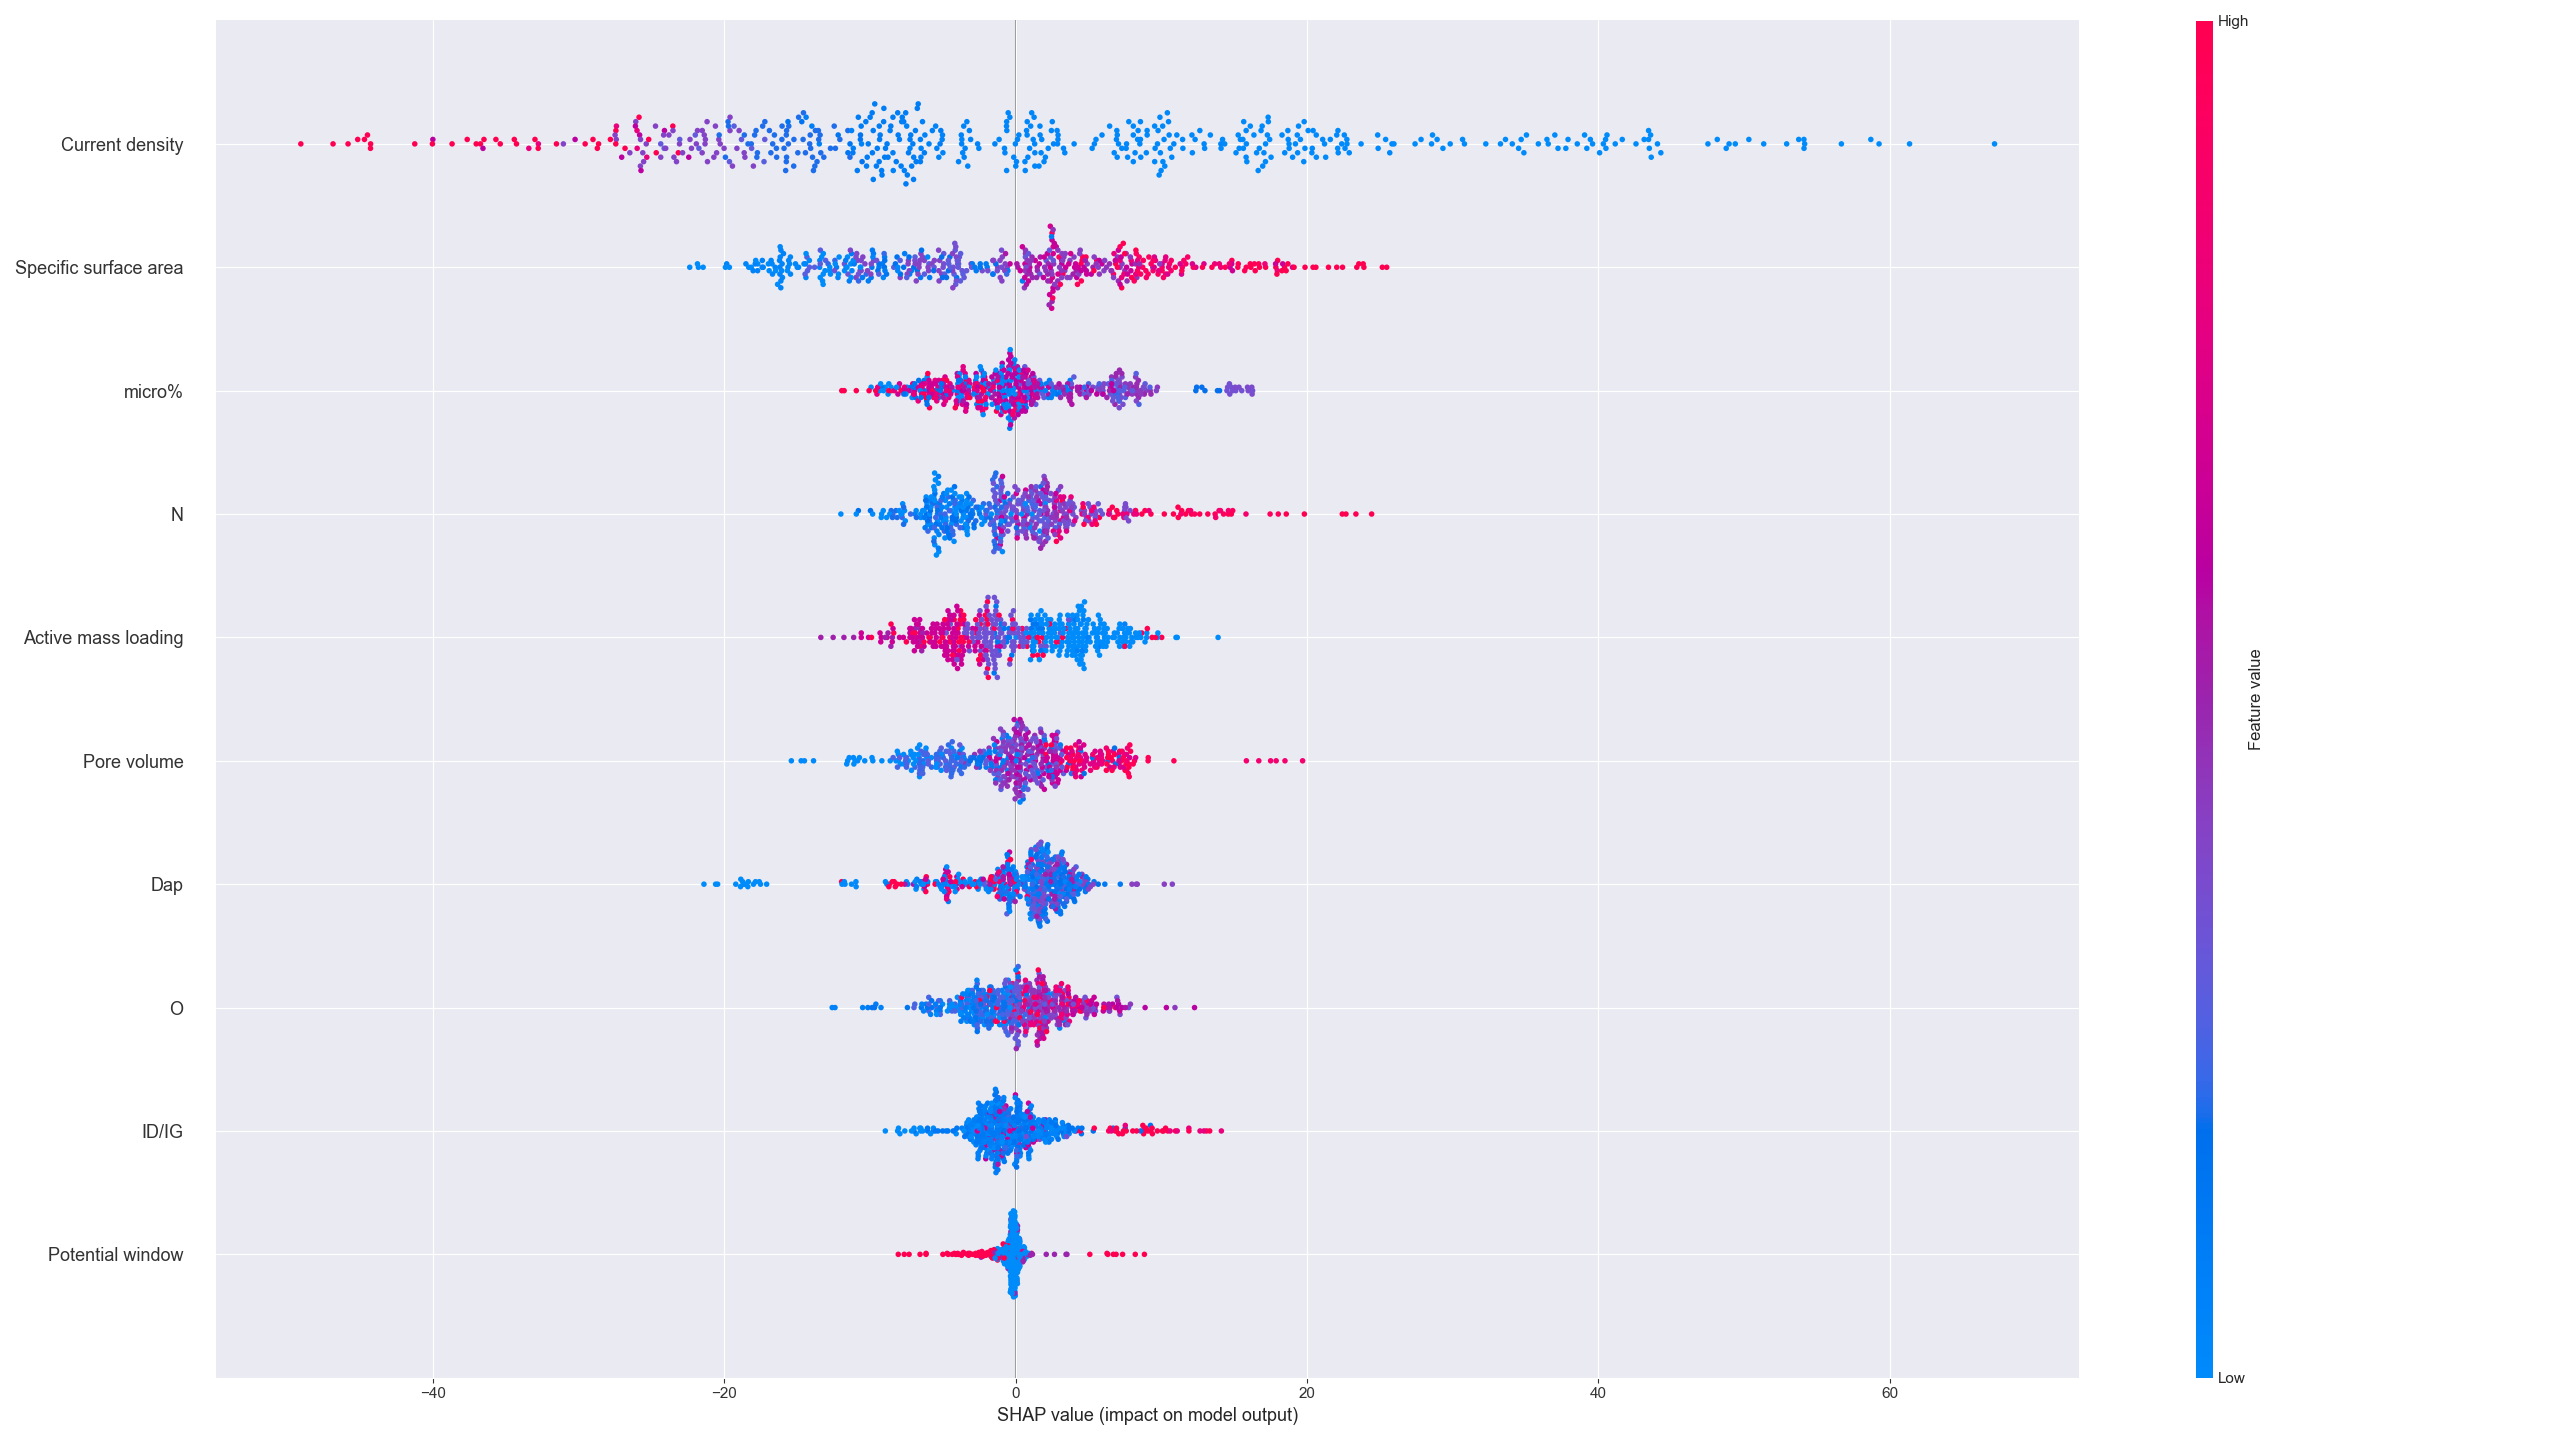 High
Current density
Specific surface area
micro%
N
Active mass loading
Pore volume
Dap
O
ID/IG
Potential window
Feature value
Low
−40
−20
0
20
40
60
SHAP value (impact on model output)